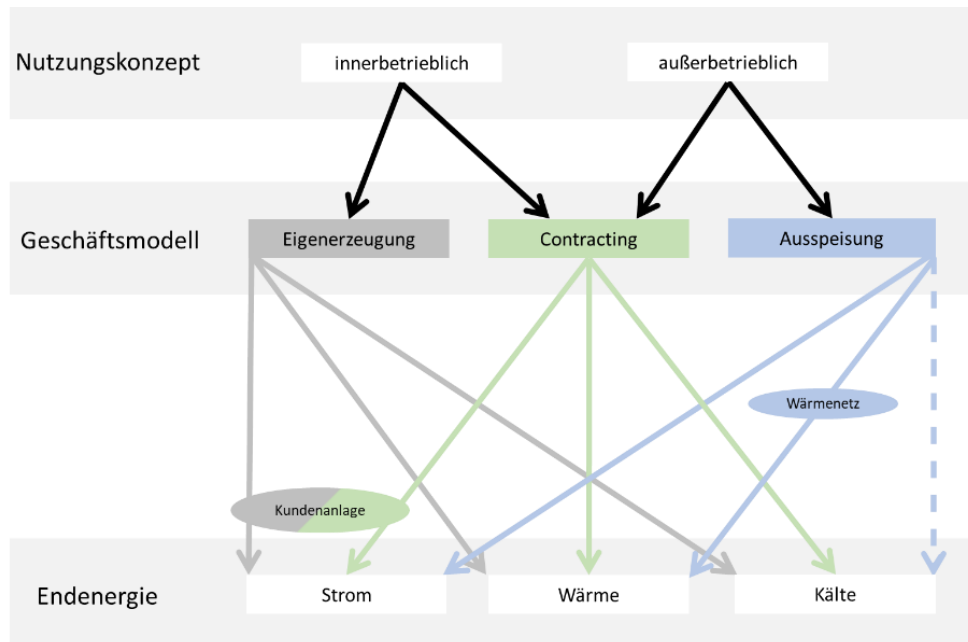 Nutzungskonzept
innerbetrieblich
außerbetrieblich
Geschäftsmodell
Eigenerzeugung
Contracting
Ausspeisung
Wärmenetz
Kundenanlage
Endenergie
Strom
Wärme
Kälte